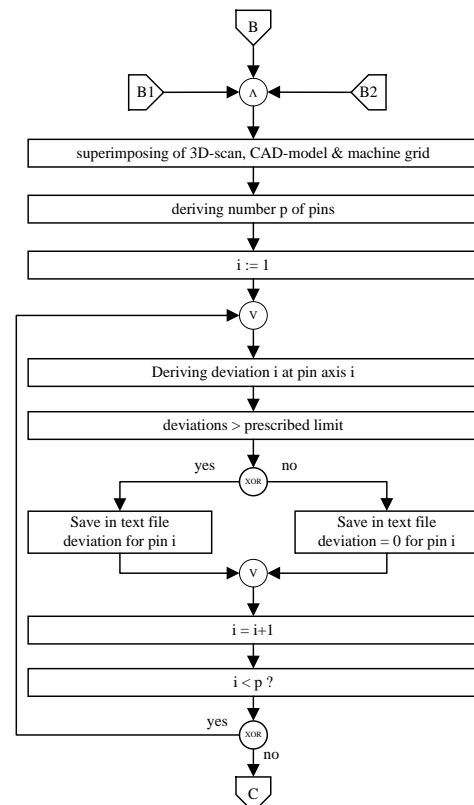 B
B1
Λ
B2
superimposing of 3D-scan, CAD-model & machine grid
deriving number p of pins
i := 1
V
Deriving deviation i at pin axis i
deviations > prescribed limit
yes
XOR
no
Save in text file
deviation for pin i
Save in text file
deviation = 0 for pin i
V
i = i+1
i < p ?
yes
XOR
no
C